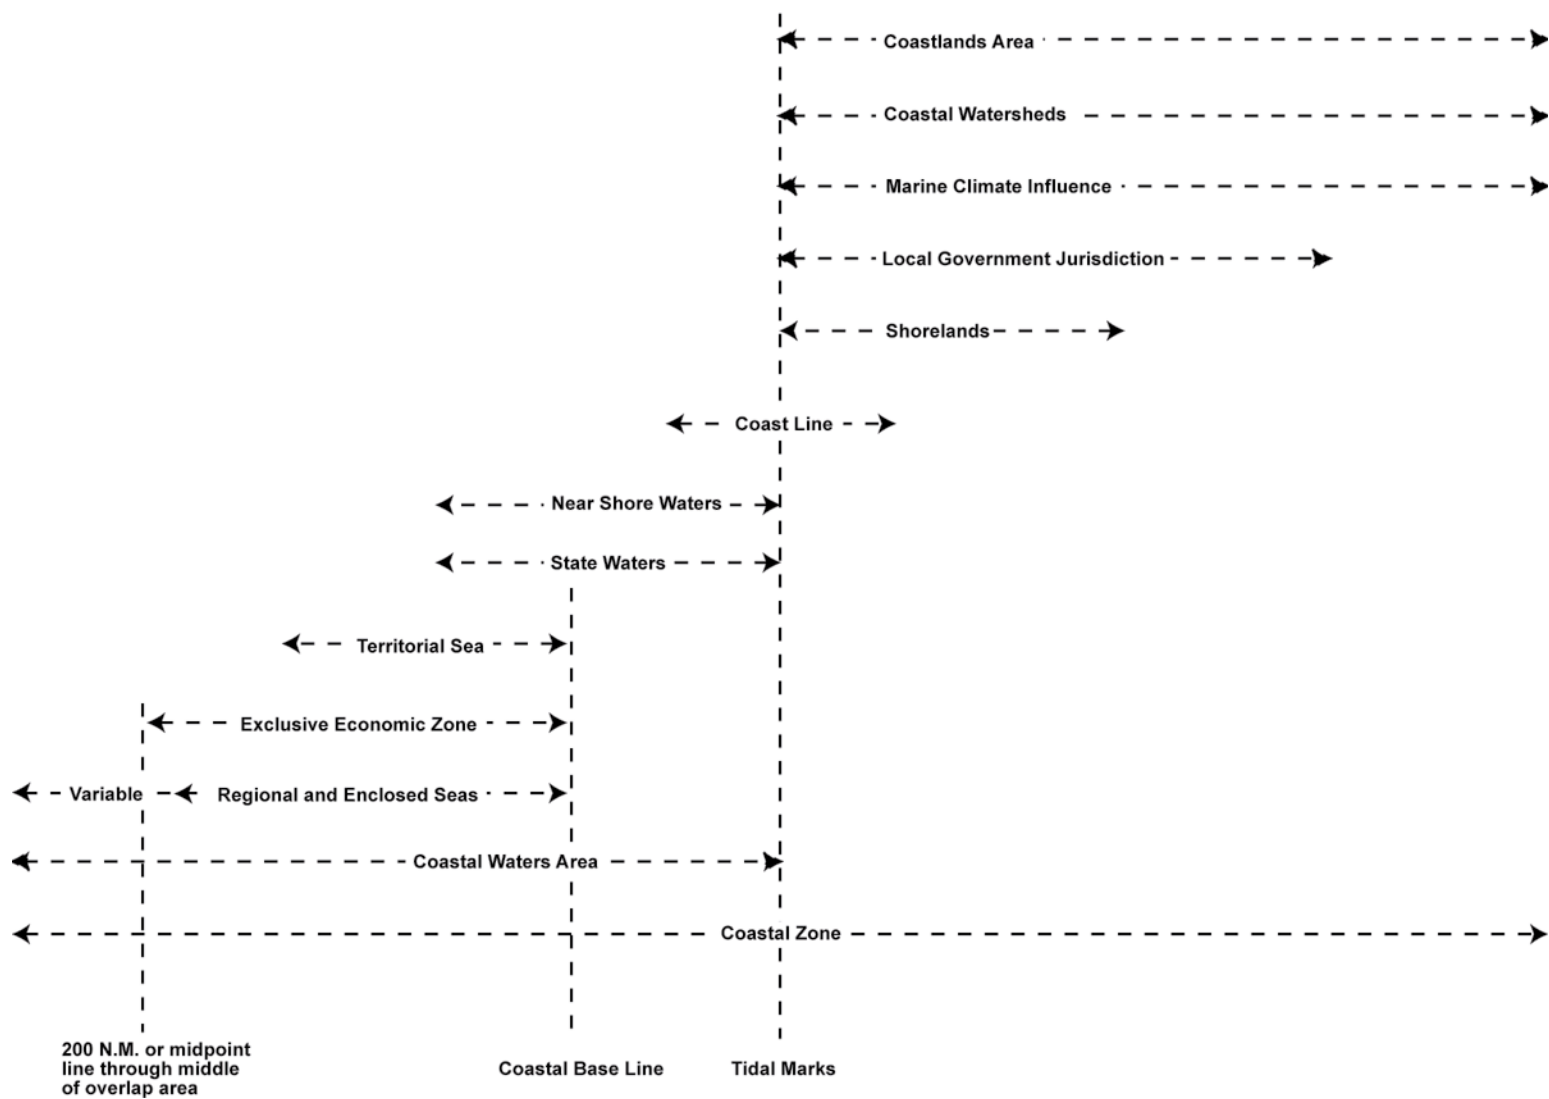 Coastlands Area
Coastal Watersheds
Marine Climate Influence
Local Government Jurisdiction
Shorelands
Coast Line
Near Shore Waters
State Waters
Territorial Sea
Exclusive Economic Zone
Variable
Regional and Enclosed Seas
Coastal Waters Area
Coastal Zone
200 N.M. or midpoint
line through middle
of overlap area
Coastal Base Line
Tidal Marks